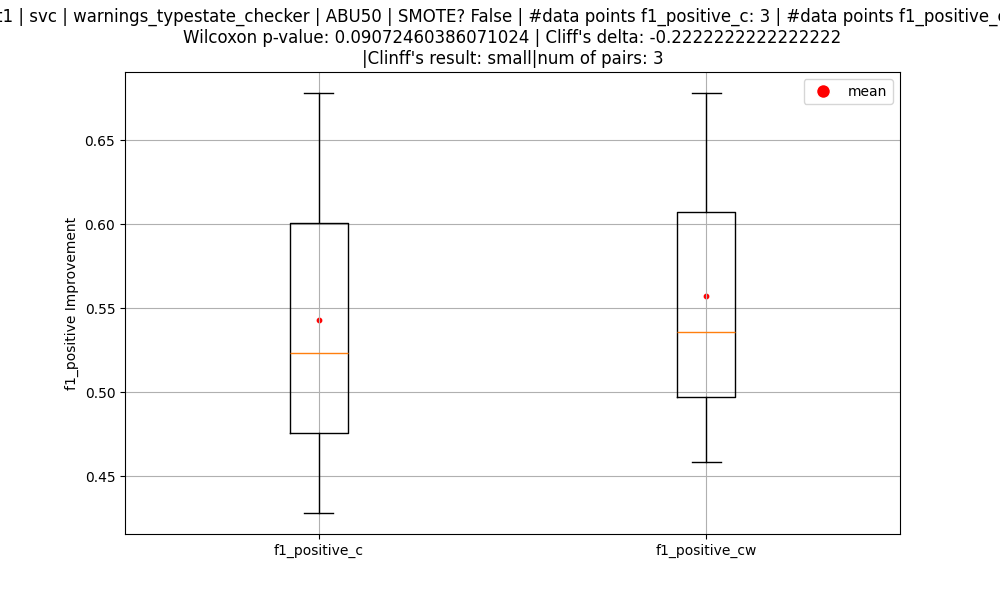 t1 | svc | warnings_typestate_checker | ABU50 | SMOTE? False | #data points f1_positive_c: 3 | #data points f1_positive_c
Wilcoxon p-value: 0.09072460386071024 | Cliff's delta: -0.2222222222222222
|Clinff's result: small|num of pairs: 3
mean
0.65
0.60
0.55
0.50
0.45
f1_positive Improvement
f1_positive_c
f1_positive_cw